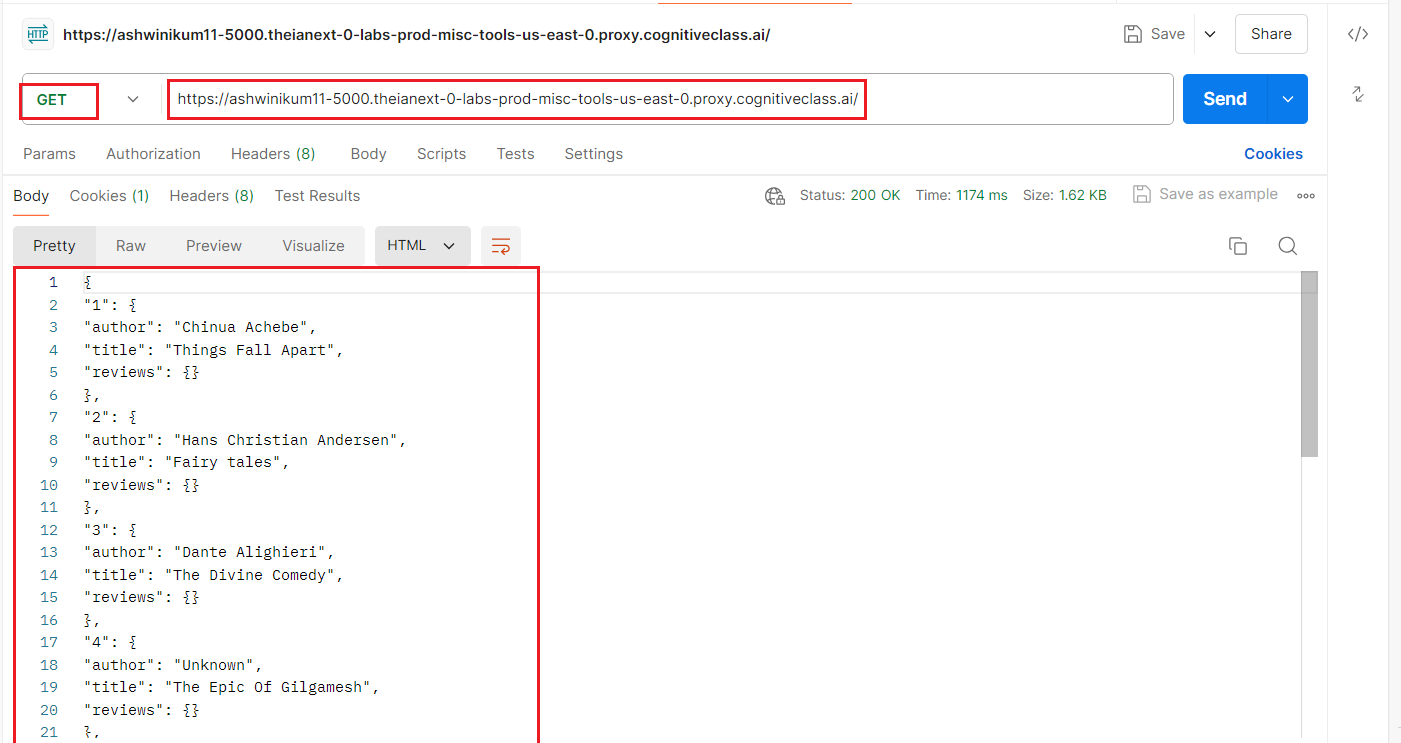 HTTP https://ashwinikum11-5000.theianext-0-labs-prod-misc-tools-us-east-0.proxy.cognitiveclass.ai/ Save Share
GET https://ashwinikum11-5000.theianext-0-labs-prod-misc-tools-us-east-0.proxy.cognitiveclass.ai/ Send
Params Authorization Headers (8) Body Scripts Tests Settings Cookies
Body Cookies (1) Headers (8) Test Results Status: 200 OK Time: 1174 ms Size: 1.62 KB Save as example
Pretty Raw Preview Visualize HTML
1 {
2 "1": {
3 "author": "Chinua Achebe",
4 "title": "Things Fall Apart",
5 "reviews": {}
6 },
7 "2": {
8 "author": "Hans Christian Andersen",
9 "title": "Fairy tales",
10 "reviews": {}
11 },
12 "3": {
13 "author": "Dante Alighieri",
14 "title": "The Divine Comedy",
15 "reviews": {}
16 },
17 "4": {
18 "author": "Unknown",
19 "title": "The Epic Of Gilgamesh",
20 "reviews": {}
21 },